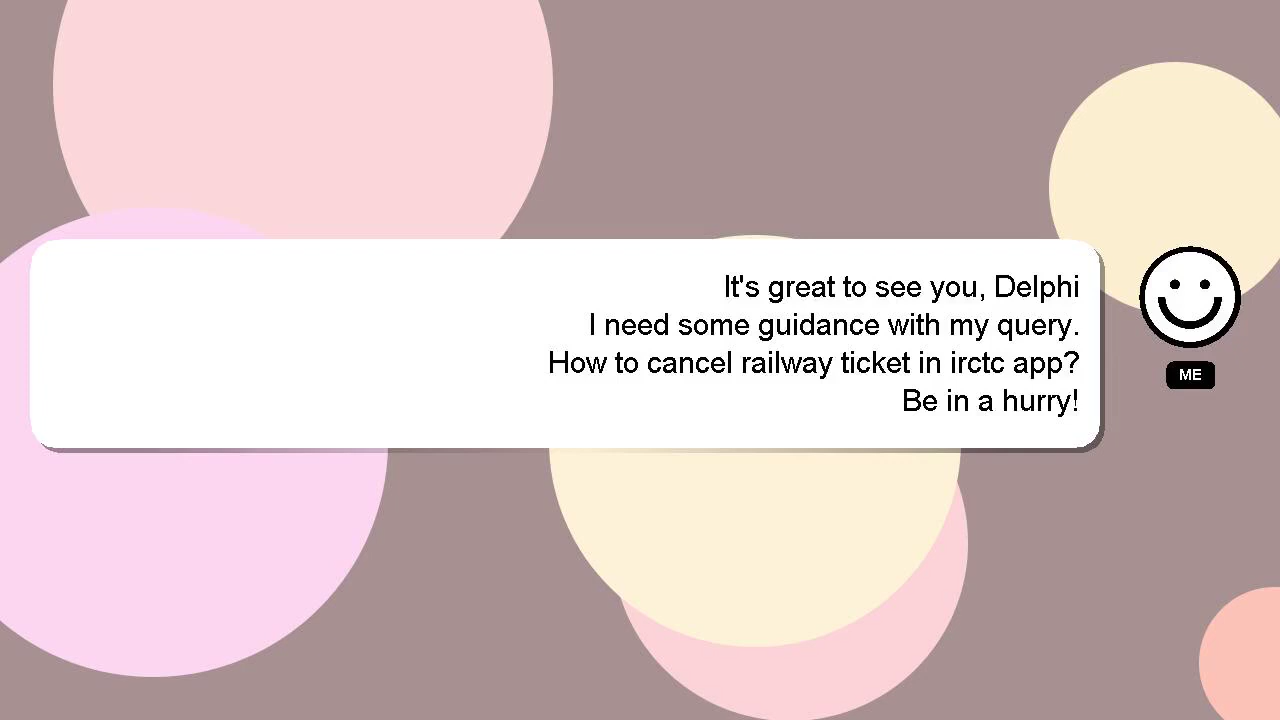 It's great to see you, Delphi
I need some guidance with my query.
How to cancel railway ticket in irctc app?
Be in a hurry!
ME